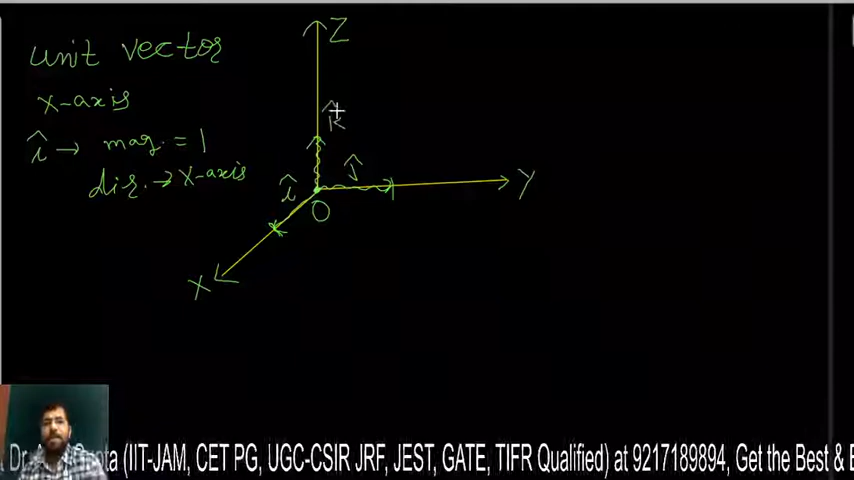 unit vector
x-axis
î → mag. = 1
dir. → x-axis
Z
k̂
ĵ
î
O
Y
X
(IIT-JAM, CET PG, UGC-CSIR JRF, JEST, GATE, TIFR Qualified) at 9217189894, Get the Best &